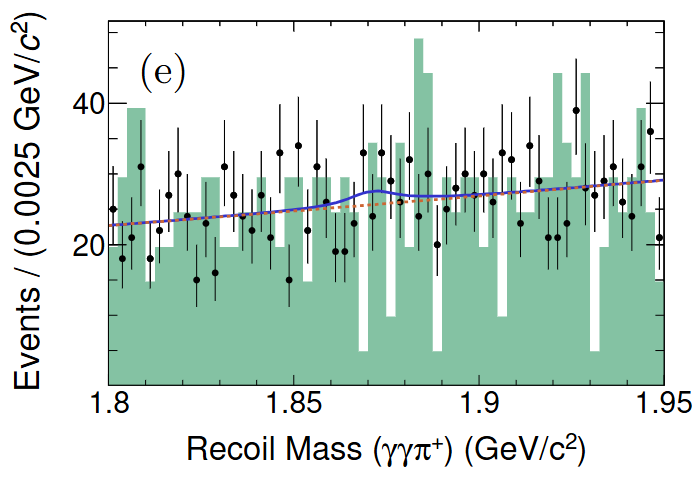 Events / (0.0025 GeV/c²)
(e)
40
20
1.8 1.85 1.9 1.95
Recoil Mass (γγπ⁺) (GeV/c²)